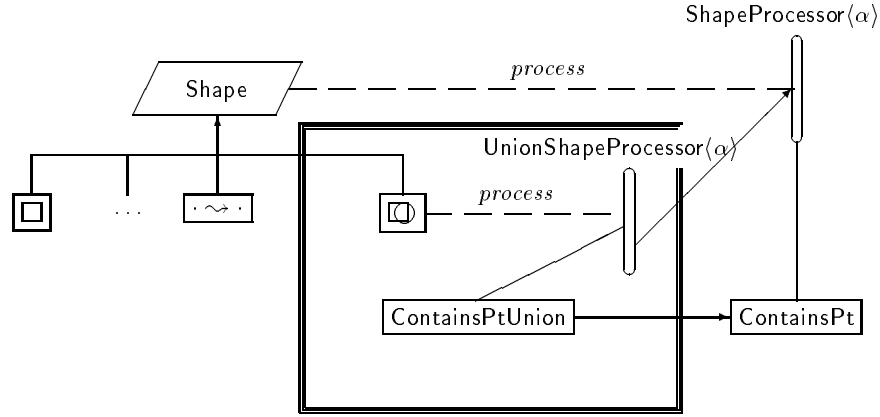 ShapeProcessor⟨α⟩
process
Shape
UnionShapeProcessor⟨α⟩
process
. . .
· ⤳ ·
ContainsPtUnion
ContainsPt